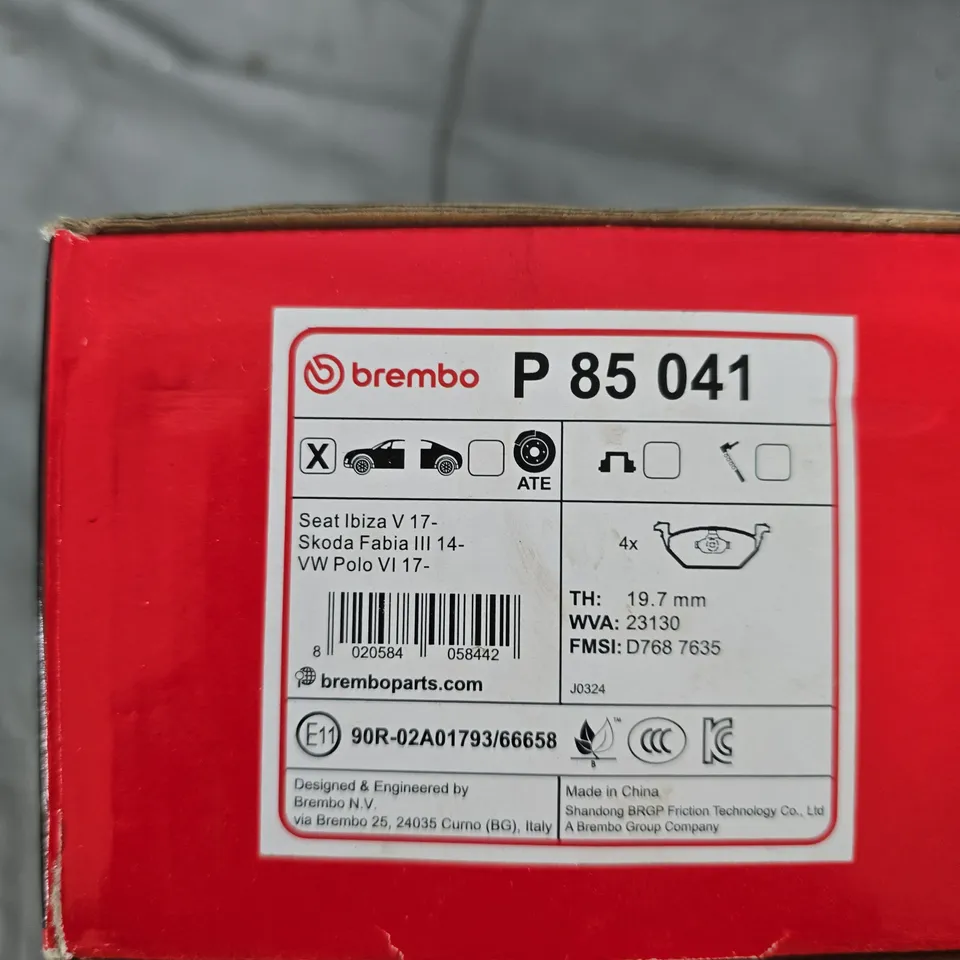 brembo P 85 041
X
ATE
Seat Ibiza V 17-
Skoda Fabia III 14-
VW Polo VI 17-
4x
TH: 19.7 mm
WVA: 23130
FMSI: D768 7635
8 020584 058442
bremboparts.com
J0324
E11 90R-02A01793/66658
TM
B
CCC
KC
Designed & Engineered by
Brembo N.V.
via Brembo 25, 24035 Curno (BG), Italy
Made in China
Shandong BRGP Friction Technology Co., Ltd
A Brembo Group Company